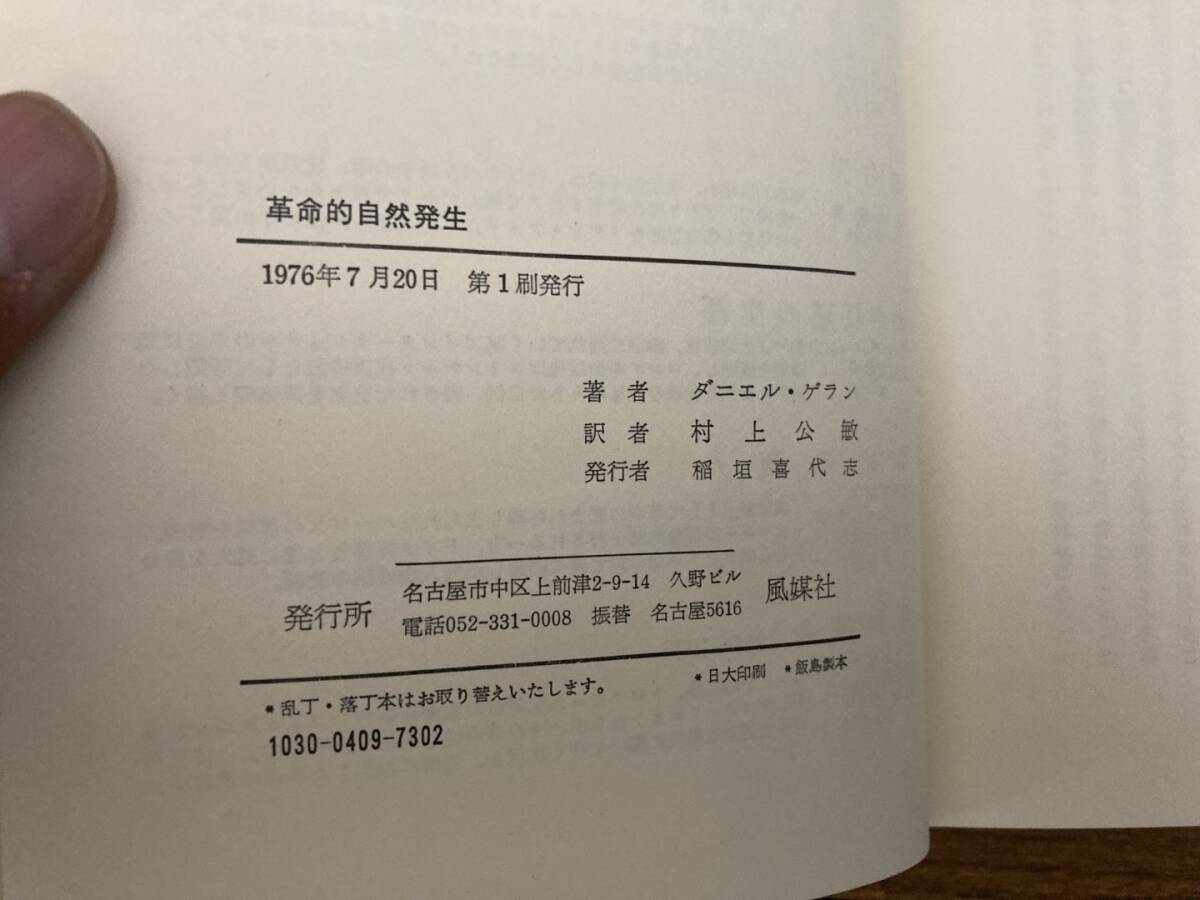 革命的自然発生
1976年7月20日 第1刷発行
著者 ダニエル・ゲラン
訳者 村上公敏
発行者 稲垣喜代志
発行所 名古屋市中区上前津2-9-14 久野ビル 風媒社
電話052-331-0008 振替 名古屋5616
*乱丁・落丁本はお取り替えいたします。 *日大印刷 *飯島製本
1030-0409-7302